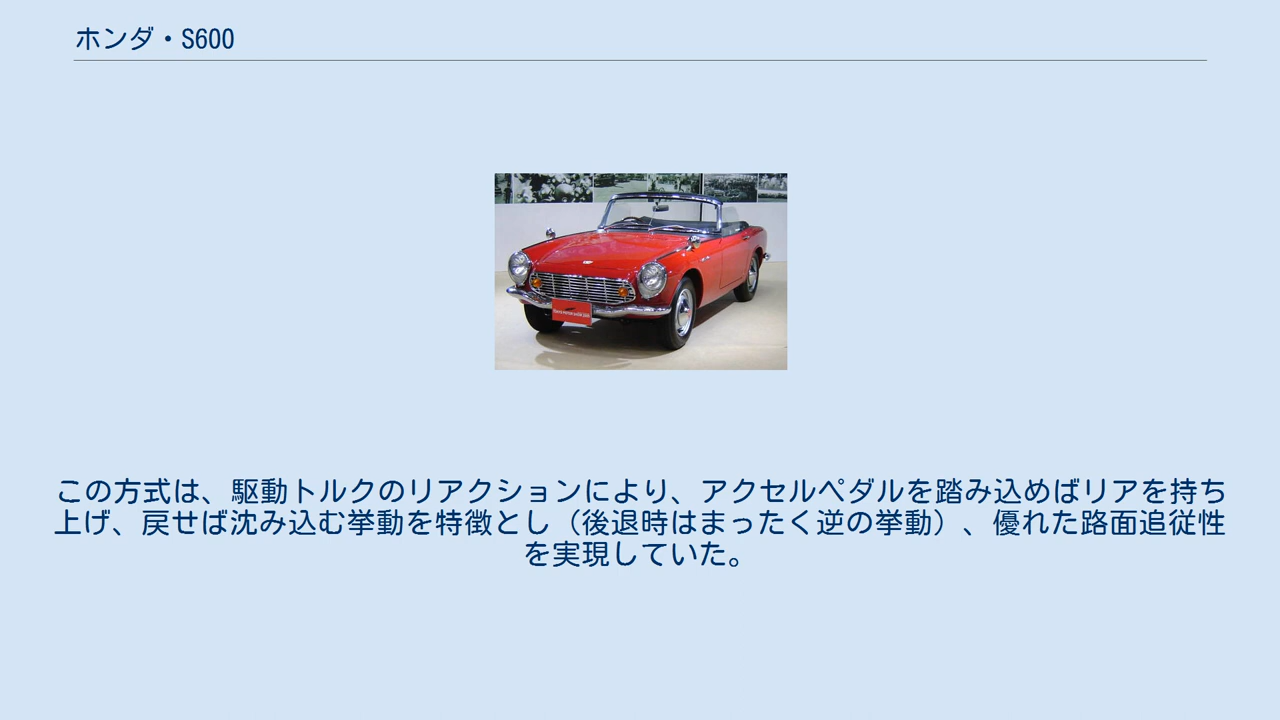 ホンダ・S600
この方式は、駆動トルクのリアクションにより、アクセルペダルを踏み込めばリアを持ち
上げ、戻せば沈み込む挙動を特徴とし（後退時はまったく逆の挙動）、優れた路面追従性
を実現していた。